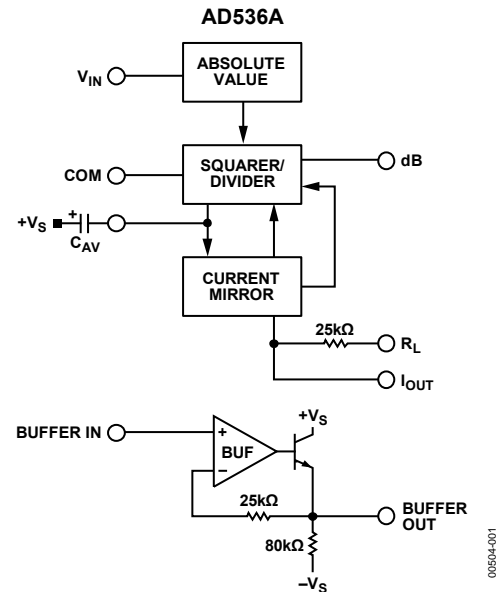 AD536A
ABSOLUTE
VALUE
V_IN
SQUARER/
DIVIDER
dB
COM
+V_S
+
C_AV
CURRENT
MIRROR
25kΩ
R_L
I_OUT
+V_S
BUFFER IN
+
BUF
–
25kΩ
BUFFER
OUT
80kΩ
–V_S
00504-001